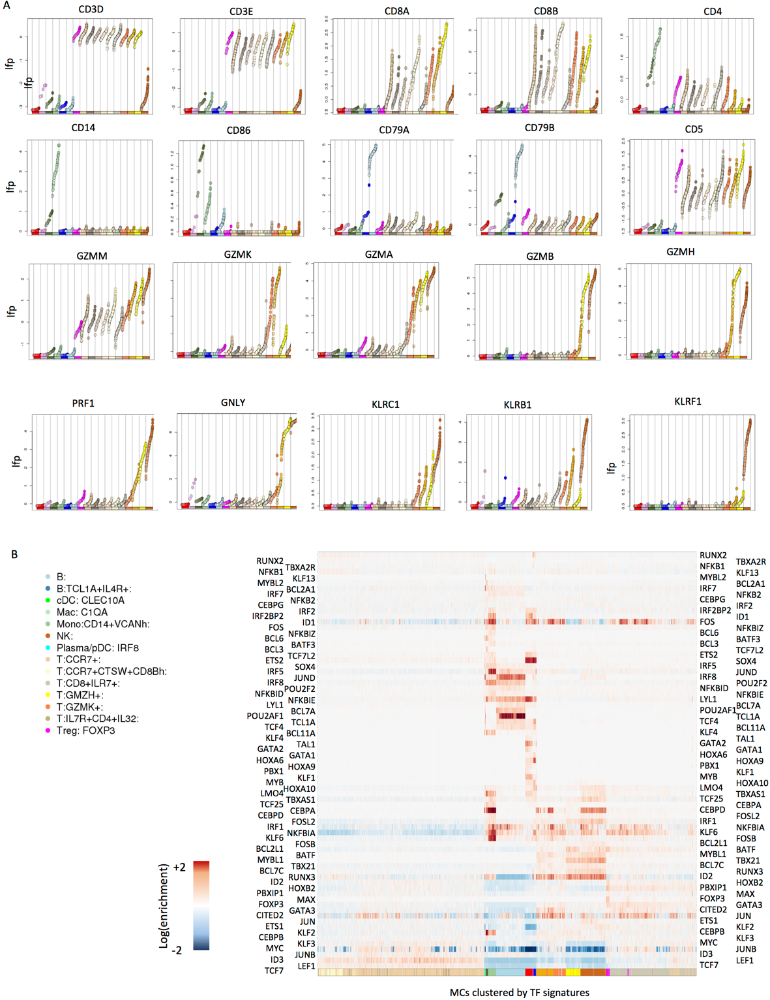 A
CD3D
CD3E
CD8A
CD8B
CD4
lfp
lfp
CD14
CD86
CD79A
CD79B
CD5
lfp
GZMM
GZMK
GZMA
GZMB
GZMH
lfp
PRF1
GNLY
KLRC1
KLRB1
KLRF1
lfp
lfp
B
B:
B:TCL1A+IL4R+:
cDC: CLEC10A
Mac: C1QA
Mono:CD14+VCANh:
NK:
Plasma/pDC: IRF8
T:CCR7+:
T:CCR7+CTSW+CD8Bh:
T:CD8+ILR7+:
T:GMZH+:
T:GZMK+:
T:IL7R+CD4+IL32:
Treg: FOXP3
Log(enrichment)
+2
-2
RUNX2
TBXA2R
NFKB1
KLF13
MYBL2
BCL2A1
IRF7
NFKB2
CEBPG
IRF2
IRF2BP2
ID1
FOS
NFKBIZ
BCL6
BATF3
BCL3
TCF7L2
ETS2
SOX4
IRF5
JUND
IRF8
POU2F2
NFKBID
NFKBIE
LYL1
BCL7A
POU2AF1
TCL1A
TCF4
BCL11A
KLF4
TAL1
GATA2
GATA1
HOXA6
HOXA9
PBX1
KLF1
MYB
HOXA10
LMO4
TBXAS1
TCF25
CEBPA
CEBPD
FOSL2
IRF1
NKFBIA
KLF6
FOSB
BCL2L1
BATF
MYBL1
TBX21
BCL7C
RUNX3
ID2
HOXB2
PBXIP1
MAX
FOXP3
GATA3
CITED2
JUN
ETS1
KLF2
CEBPB
KLF3
MYC
JUNB
ID3
LEF1
TCF7
RUNX2
TBXA2R
NFKB1
KLF13
MYBL2
BCL2A1
IRF7
NFKB2
CEBPG
IRF2
IRF2BP2
ID1
FOS
NFKBIZ
BCL6
BATF3
BCL3
TCF7L2
ETS2
SOX4
IRF5
JUND
IRF8
POU2F2
NFKBID
NFKBIE
LYL1
BCL7A
POU2AF1
TCL1A
TCF4
BCL11A
KLF4
TAL1
GATA2
GATA1
HOXA6
HOXA9
PBX1
KLF1
MYB
HOXA10
LMO4
TBXAS1
TCF25
CEBPA
CEBPD
FOSL2
IRF1
NKFBIA
KLF6
FOSB
BCL2L1
BATF
MYBL1
TBX21
BCL7C
RUNX3
ID2
HOXB2
PBXIP1
MAX
FOXP3
GATA3
CITED2
JUN
ETS1
KLF2
CEBPB
KLF3
MYC
JUNB
ID3
LEF1
TCF7
MCs clustered by TF signatures